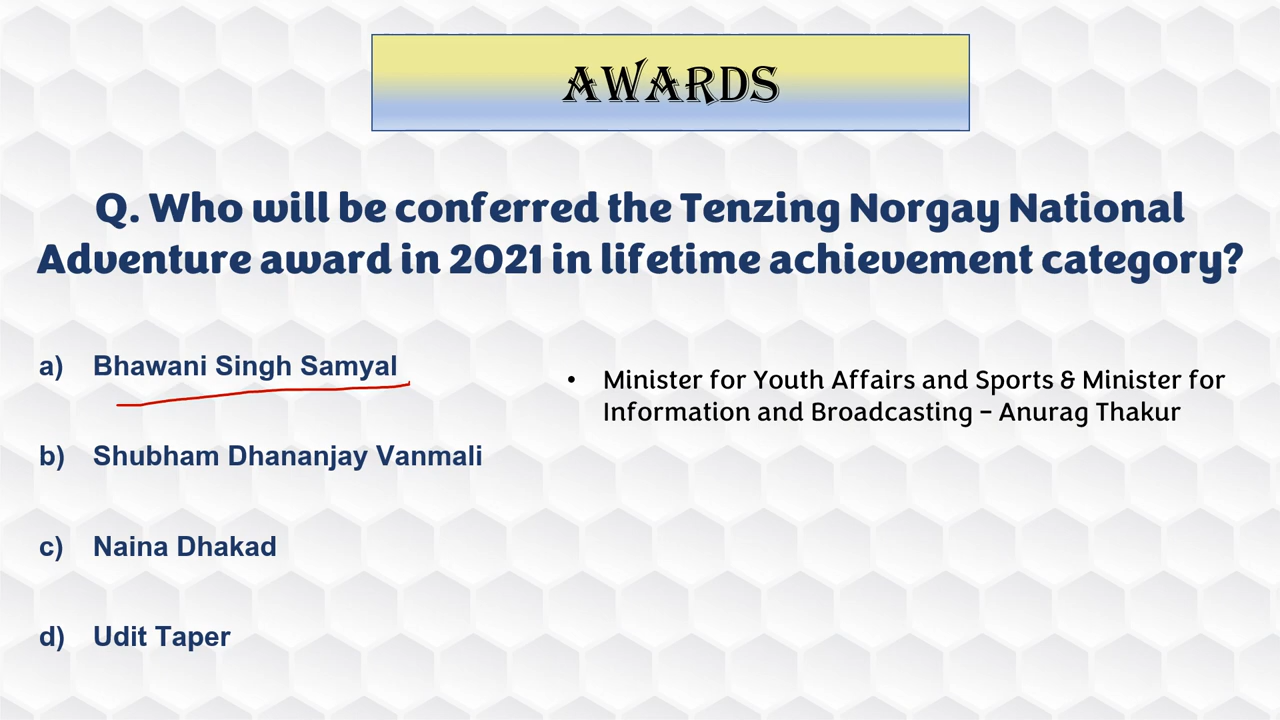 AWARDS
Q. Who will be conferred the Tenzing Norgay National
Adventure award in 2021 in lifetime achievement category?
a) Bhawani Singh Samyal
b) Shubham Dhananjay Vanmali
c) Naina Dhakad
d) Udit Taper
• Minister for Youth Affairs and Sports & Minister for
Information and Broadcasting – Anurag Thakur